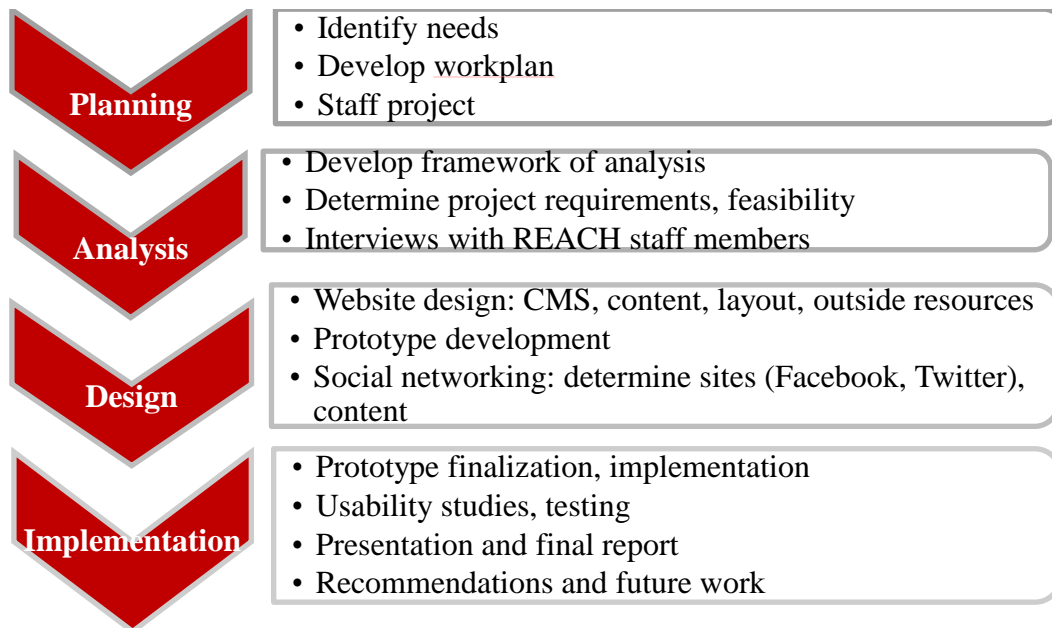 Planning
• Identify needs
• Develop workplan
• Staff project
Analysis
• Develop framework of analysis
• Determine project requirements, feasibility
• Interviews with REACH staff members
Design
• Website design: CMS, content, layout, outside resources
• Prototype development
• Social networking: determine sites (Facebook, Twitter),
content
Implementation
• Prototype finalization, implementation
• Usability studies, testing
• Presentation and final report
• Recommendations and future work